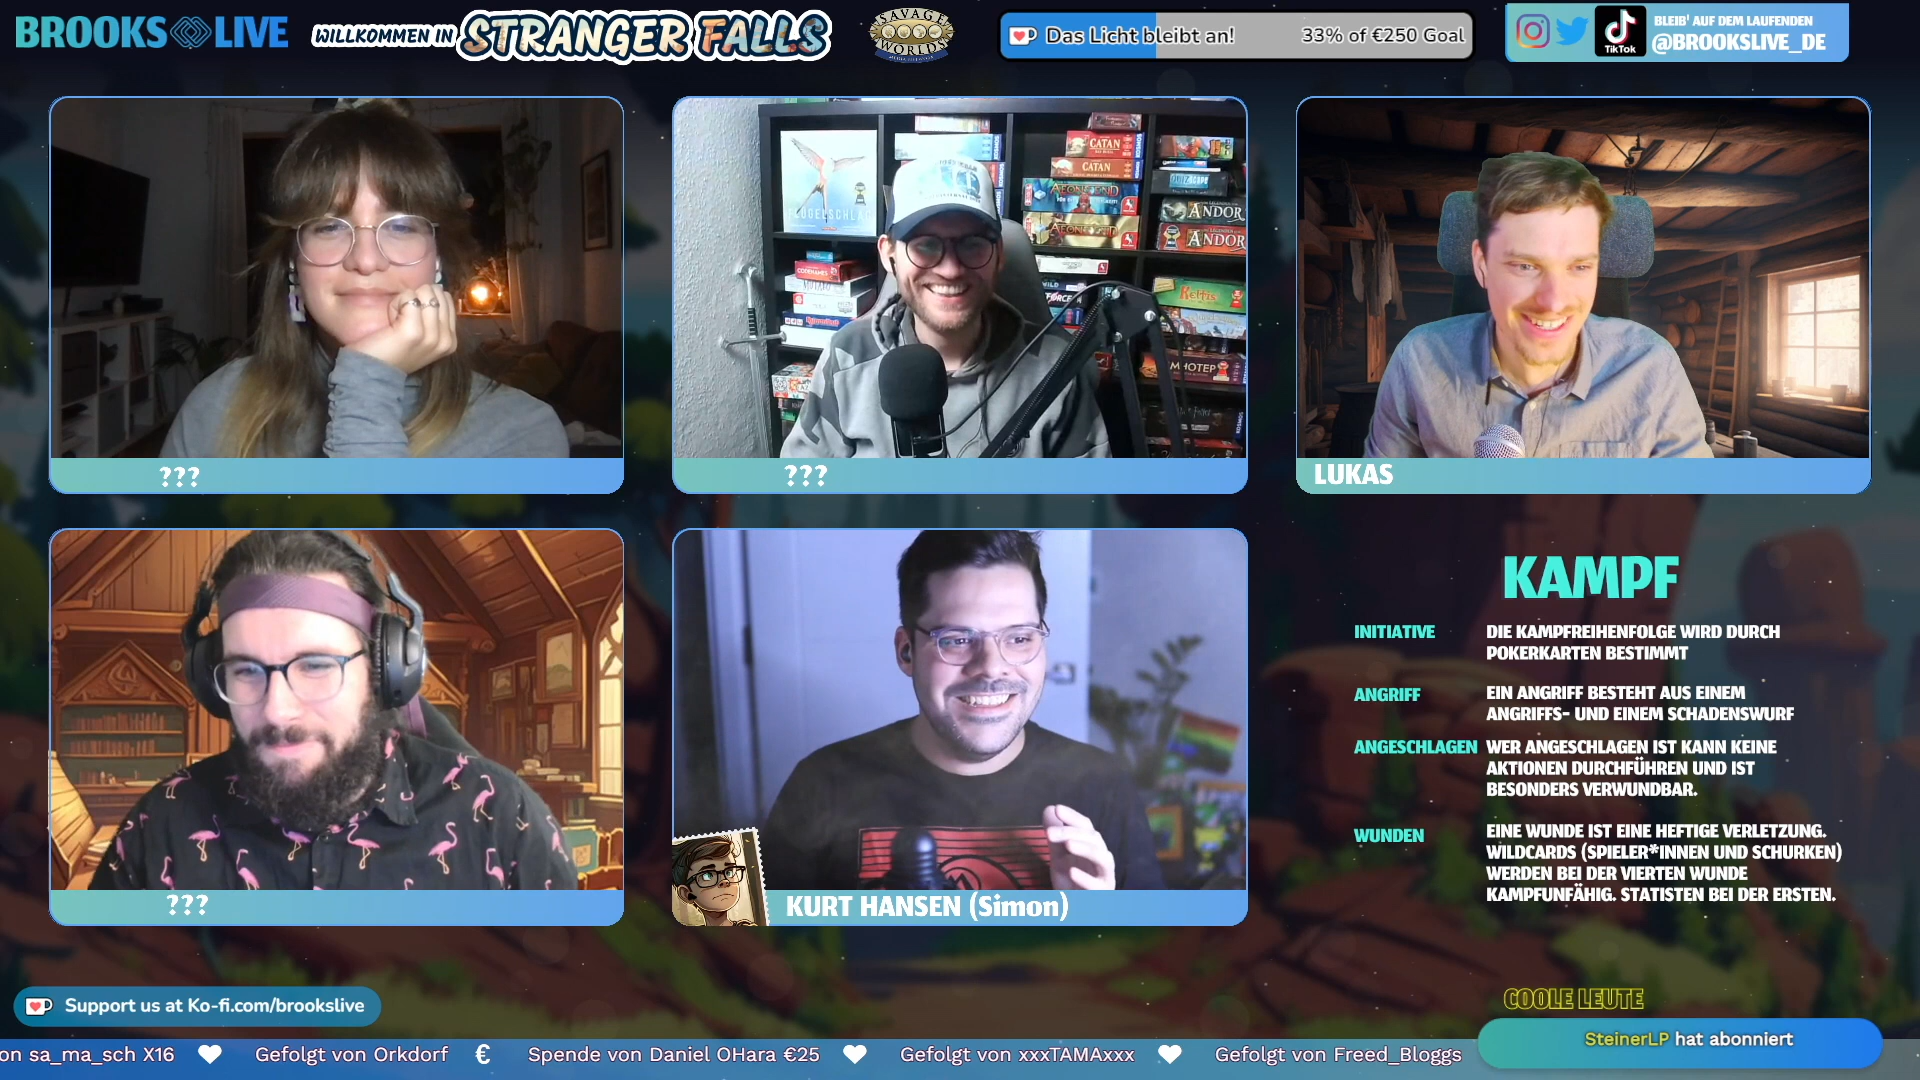 BROOKS LIVE
WILLKOMMEN IN STRANGER FALLS
SAVAGE WORLDS
Das Licht bleibt an! 33% of €250 Goal
TikTok
BLEIB' AUF DEM LAUFENDEN
@BROOKSLIVE_DE
CATAN
CATAN
ANDOR
ANDOR
CODENAMES
Keltis
???
???
LUKAS
???
KURT HANSEN (Simon)
KAMPF
INITIATIVE DIE KAMPFREIHENFOLGE WIRD DURCH
POKERKARTEN BESTIMMT
ANGRIFF EIN ANGRIFF BESTEHT AUS EINEM
ANGRIFFS- UND EINEM SCHADENSWURF
ANGESCHLAGEN WER ANGESCHLAGEN IST KANN KEINE
AKTIONEN DURCHFÜHREN UND IST
BESONDERS VERWUNDBAR.
WUNDEN EINE WUNDE IST EINE HEFTIGE VERLETZUNG.
WILDCARDS (SPIELER*INNEN UND SCHURKEN)
WERDEN BEI DER VIERTEN WUNDE
KAMPFUNFÄHIG. STATISTEN BEI DER ERSTEN.
Support us at Ko-fi.com/brookslive
COOLE LEUTE
SteinerLP hat abonniert
on sa_ma_sch X16 Gefolgt von Orkdorf € Spende von Daniel OHara €25 Gefolgt von xxxTAMAxxx Gefolgt von Freed_Bloggs